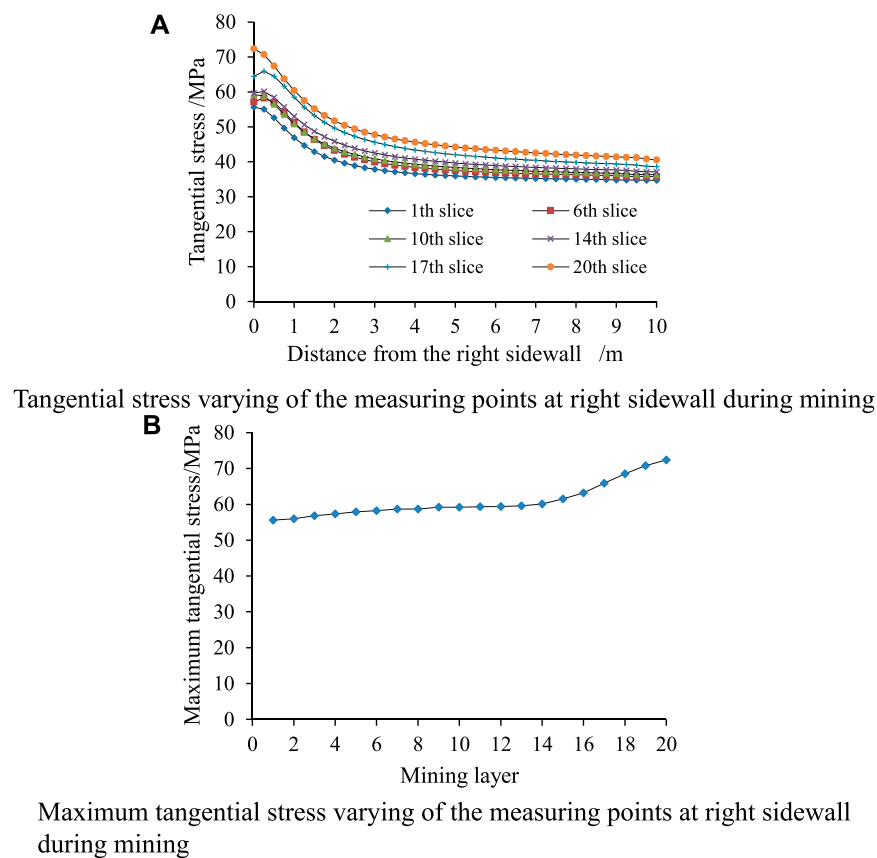 A
80
70
60
50
40
30
20
10
0
Tangential stress /MPa
1th slice 6th slice
10th slice 14th slice
17th slice 20th slice
0 1 2 3 4 5 6 7 8 9 10
Distance from the right sidewall /m
Tangential stress varying of the measuring points at right sidewall during mining
B
80
70
60
50
40
30
20
10
0
Maximum tangential stress/MPa
0 2 4 6 8 10 12 14 16 18 20
Mining layer
Maximum tangential stress varying of the measuring points at right sidewall
during mining